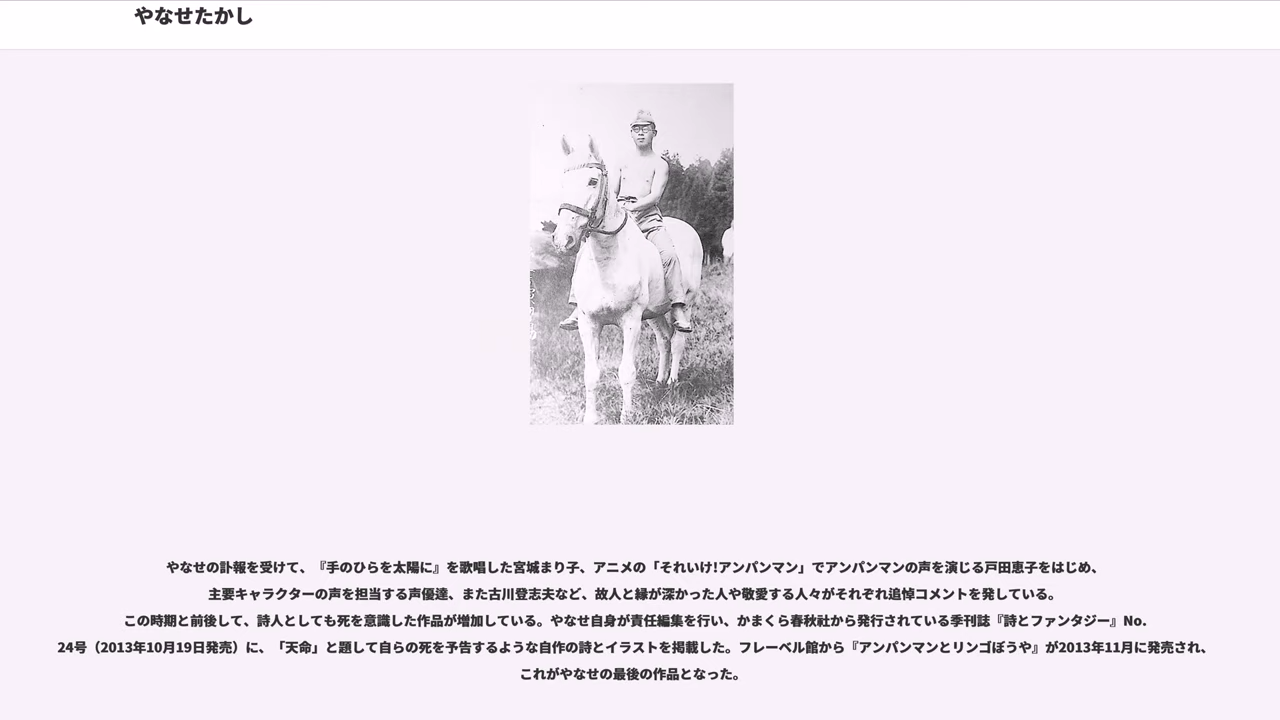 やなせたかし
やなせの訃報を受けて、『手のひらを太陽に』を歌唱した宮城まり子、アニメの「それいけ!アンパンマン」でアンパンマンの声を演じる戸田恵子をはじめ、
主要キャラクターの声を担当する声優達、また古川登志夫など、故人と縁が深かった人や敬愛する人々がそれぞれ追悼コメントを発している。
この時期と前後して、詩人としても死を意識した作品が増加している。やなせ自身が責任編集を行い、かまくら春秋社から発行されている季刊誌『詩とファンタジー』No.
24号（2013年10月19日発売）に、「天命」と題して自らの死を予告するような自作の詩とイラストを掲載した。フレーベル館から『アンパンマンとリンゴぼうや』が2013年11月に発売され、
これがやなせの最後の作品となった。